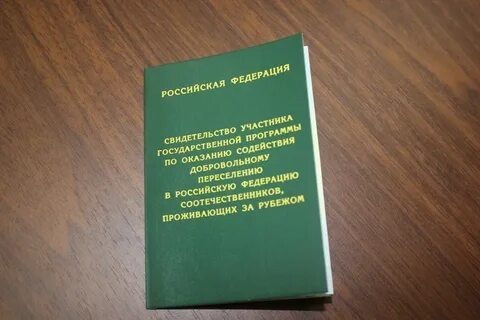 РОССИЙСКАЯ ФЕДЕРАЦИЯ
СВИДЕТЕЛЬСТВО УЧАСТНИКА
ГОСУДАРСТВЕННОЙ ПРОГРАММЫ
ПО ОКАЗАНИЮ СОДЕЙСТВИЯ
ДОБРОВОЛЬНОМУ
ПЕРЕСЕЛЕНИЮ
В РОССИЙСКУЮ ФЕДЕРАЦИЮ
СООТЕЧЕСТВЕННИКОВ,
ПРОЖИВАЮЩИХ ЗА РУБЕЖОМ